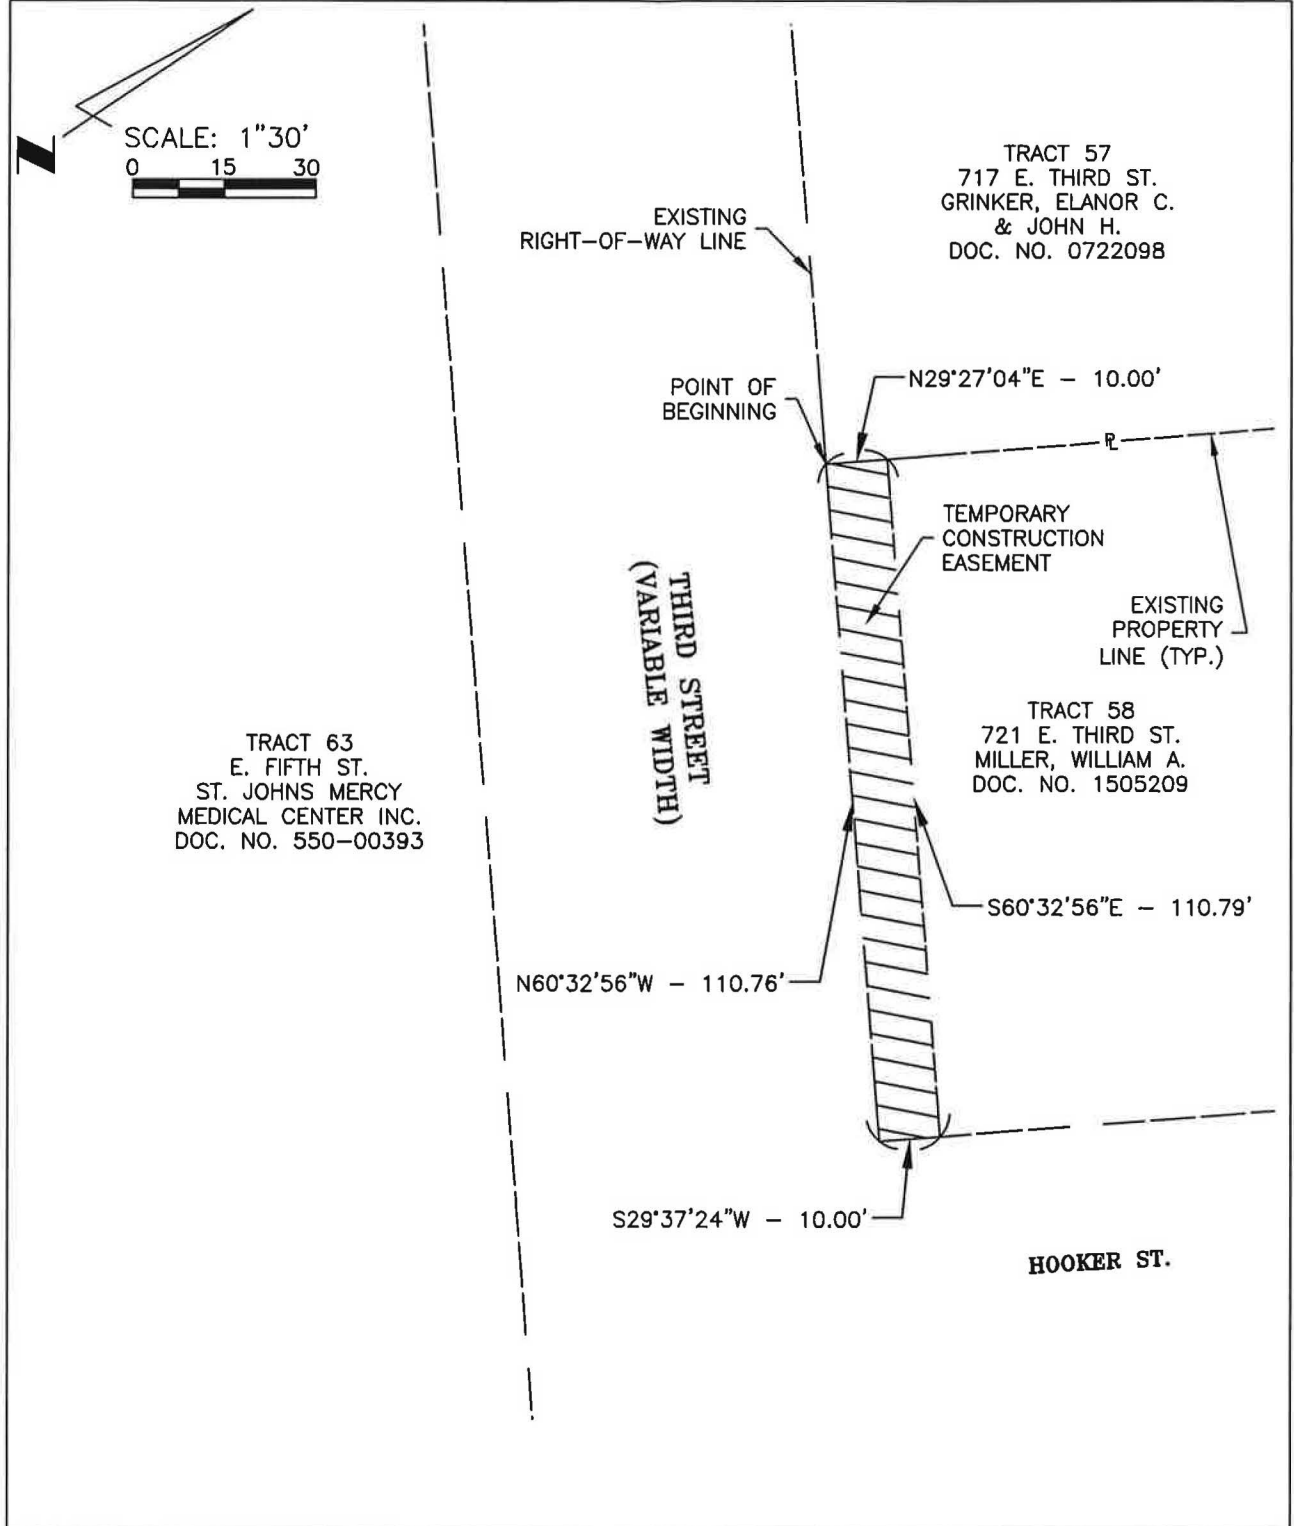 N
SCALE: 1"30'
0 15 30
TRACT 57
717 E. THIRD ST.
GRINKER, ELANOR C.
& JOHN H.
DOC. NO. 0722098
EXISTING
RIGHT-OF-WAY LINE
POINT OF
BEGINNING
N29°27'04"E - 10.00'
PL
TEMPORARY
CONSTRUCTION
EASEMENT
EXISTING
PROPERTY
LINE (TYP.)
THIRD STREET
(VARIABLE WIDTH)
TRACT 58
721 E. THIRD ST.
MILLER, WILLIAM A.
DOC. NO. 1505209
TRACT 63
E. FIFTH ST.
ST. JOHNS MERCY
MEDICAL CENTER INC.
DOC. NO. 550-00393
S60°32'56"E - 110.79'
N60°32'56"W - 110.76'
S29°37'24"W - 10.00'
HOOKER ST.